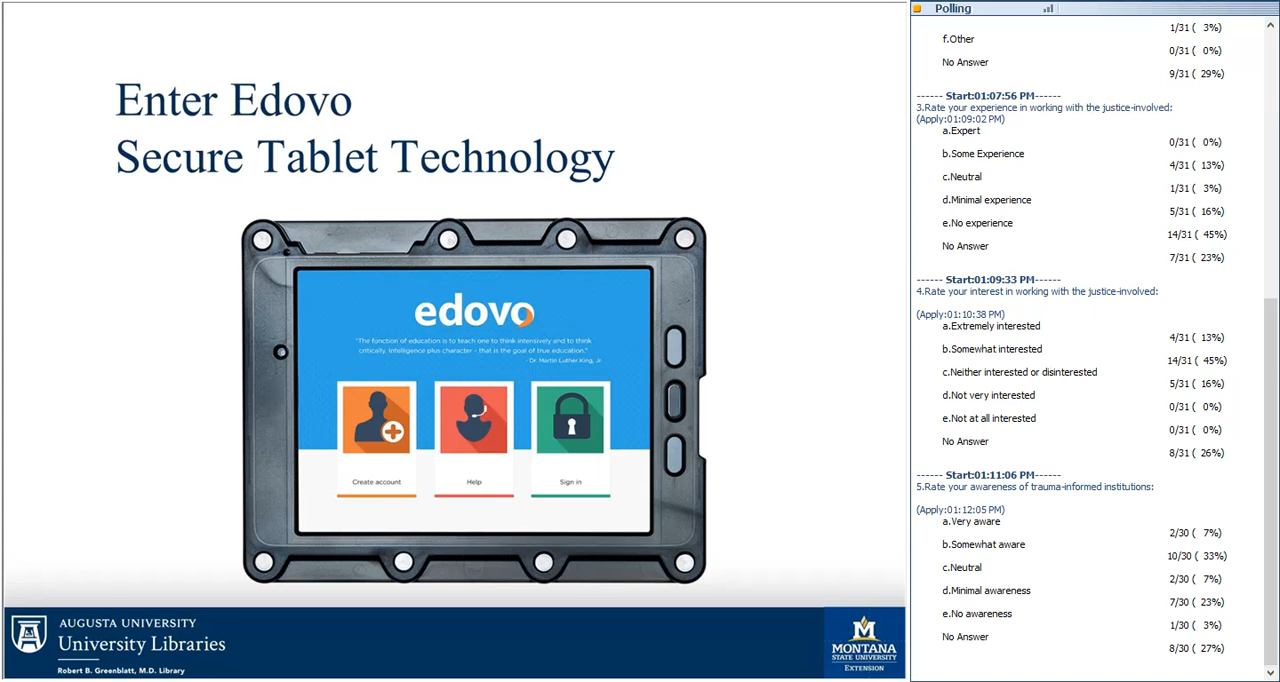 Enter Edovo
Secure Tablet Technology
edovo
"The function of education is to teach one to think intensively and to think
critically. Intelligence plus character - that is the goal of true education."
- Dr. Martin Luther King, Jr.
Create account
Help
Sign in
AUGUSTA UNIVERSITY
University Libraries
Robert B. Greenblatt, M.D. Library
M
MONTANA
STATE UNIVERSITY
EXTENSION
Polling
1/31 ( 3%)
f.Other
0/31 ( 0%)
No Answer
9/31 ( 29%)
------ Start:01:07:56 PM------
3.Rate your experience in working with the justice-involved:
(Apply:01:09:02 PM)
a.Expert
0/31 ( 0%)
b.Some Experience
4/31 ( 13%)
c.Neutral
1/31 ( 3%)
d.Minimal experience
5/31 ( 16%)
e.No experience
14/31 ( 45%)
No Answer
7/31 ( 23%)
------ Start:01:09:33 PM------
4.Rate your interest in working with the justice-involved:
(Apply:01:10:38 PM)
a.Extremely interested
4/31 ( 13%)
b.Somewhat interested
14/31 ( 45%)
c.Neither interested or disinterested
5/31 ( 16%)
d.Not very interested
0/31 ( 0%)
e.Not at all interested
0/31 ( 0%)
No Answer
8/31 ( 26%)
------ Start:01:11:06 PM------
5.Rate your awareness of trauma-informed institutions:
(Apply:01:12:05 PM)
a.Very aware
2/30 ( 7%)
b.Somewhat aware
10/30 ( 33%)
c.Neutral
2/30 ( 7%)
d.Minimal awareness
7/30 ( 23%)
e.No awareness
1/30 ( 3%)
No Answer
8/30 ( 27%)